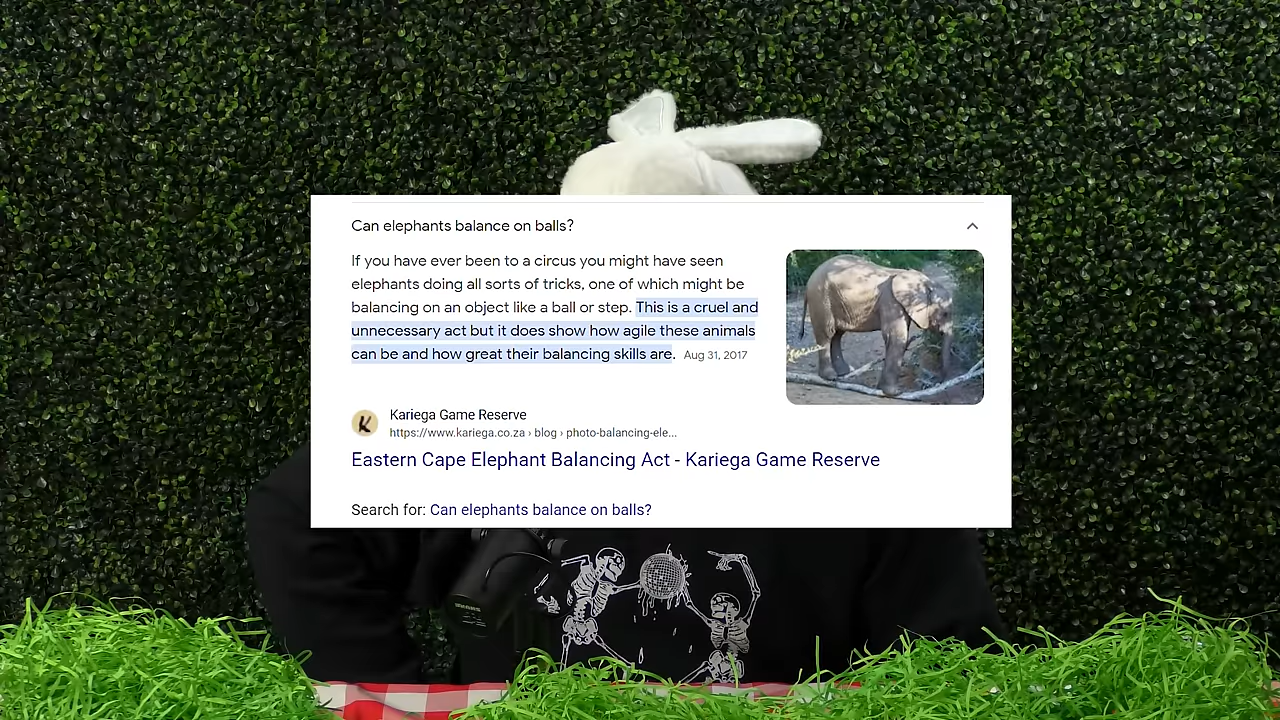 Can elephants balance on balls?
If you have ever been to a circus you might have seen
elephants doing all sorts of tricks, one of which might be
balancing on an object like a ball or step. This is a cruel and
unnecessary act but it does show how agile these animals
can be and how great their balancing skills are. Aug 31, 2017
K
Kariega Game Reserve
https://www.kariega.co.za › blog › photo-balancing-ele...
Eastern Cape Elephant Balancing Act - Kariega Game Reserve
Search for: Can elephants balance on balls?